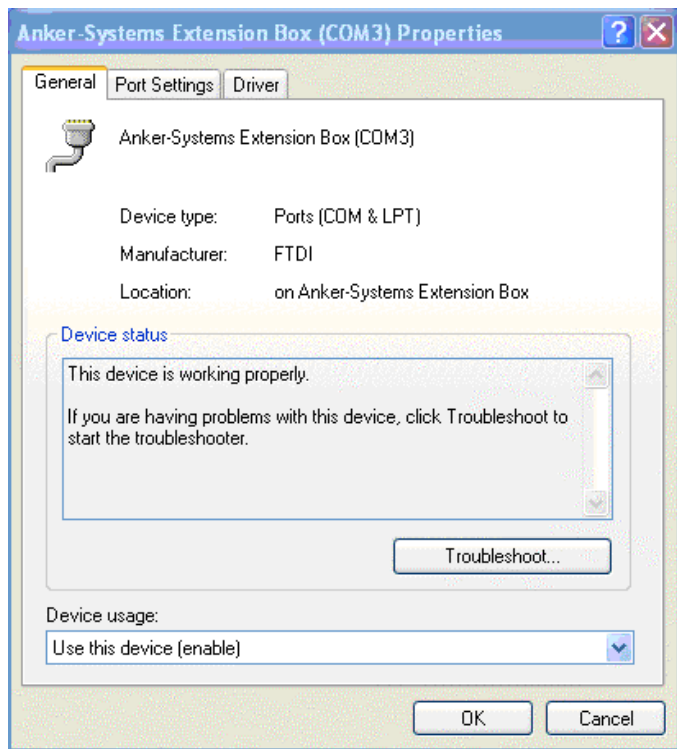 Anker-Systems Extension Box (COM3) Properties
General
Port Settings
Driver
Anker-Systems Extension Box (COM3)
Device type: Ports (COM & LPT)
Manufacturer: FTDI
Location: on Anker-Systems Extension Box
Device status
This device is working properly.
If you are having problems with this device, click Troubleshoot to
start the troubleshooter.
Troubleshoot...
Device usage:
Use this device (enable)
OK
Cancel